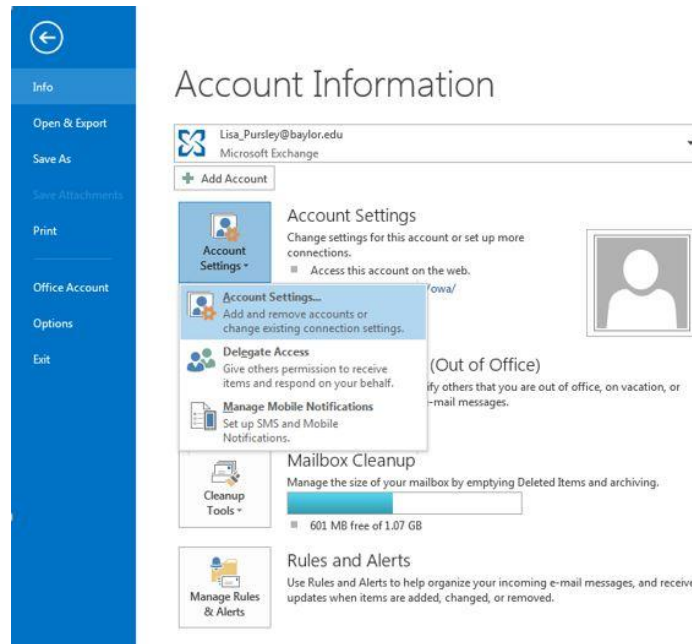 Info
Open & Export
Save As
Save Attachments
Print
Office Account
Options
Exit
Account Information
Lisa_Pursley@baylor.edu
Microsoft Exchange
Add Account
Account
Settings
Account Settings
Change settings for this account or set up more
connections.
Access this account on the web.
/owa/
Account Settings...
Add and remove accounts or
change existing connection settings.
Delegate Access
Give others permission to receive
items and respond on your behalf.
Manage Mobile Notifications
Set up SMS and Mobile
Notifications.
(Out of Office)
ify others that you are out of office, on vacation, or
-mail messages.
Cleanup
Tools
Mailbox Cleanup
Manage the size of your mailbox by emptying Deleted Items and archiving.
601 MB free of 1.07 GB
Manage Rules
& Alerts
Rules and Alerts
Use Rules and Alerts to help organize your incoming e-mail messages, and receive
updates when items are added, changed, or removed.